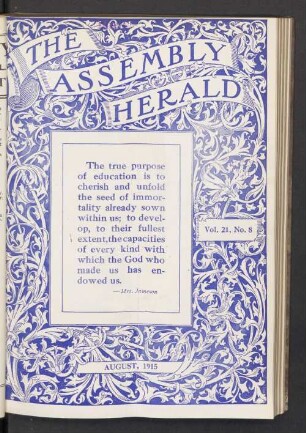 THE
ASSEMBLY
HERALD
The true purpose
of education is to
cherish and unfold
the seed of immor-
tality already sown
within us; to devel-
op, to their fullest
extent, the capacities
of every kind with
which the God who
made us has en-
dowed us.
—Mrs. Jameson
Vol. 21, No. 8
AUGUST, 1915